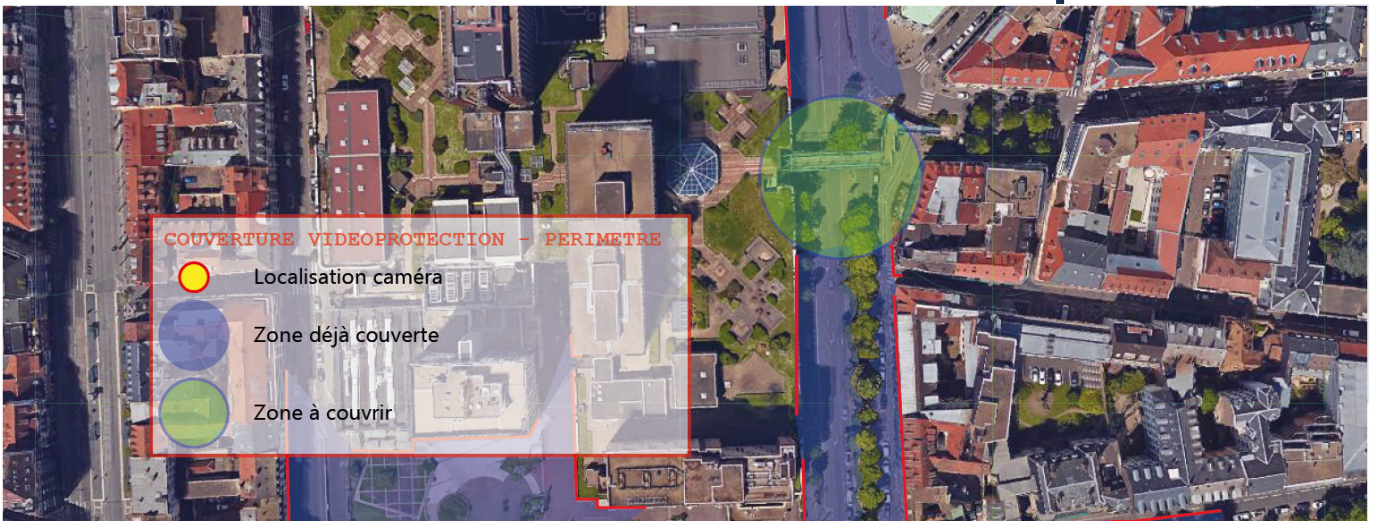 COUVERTURE VIDEOPROTECTION - PERIMETRE
Localisation caméra
Zone déjà couverte
Zone à couvrir